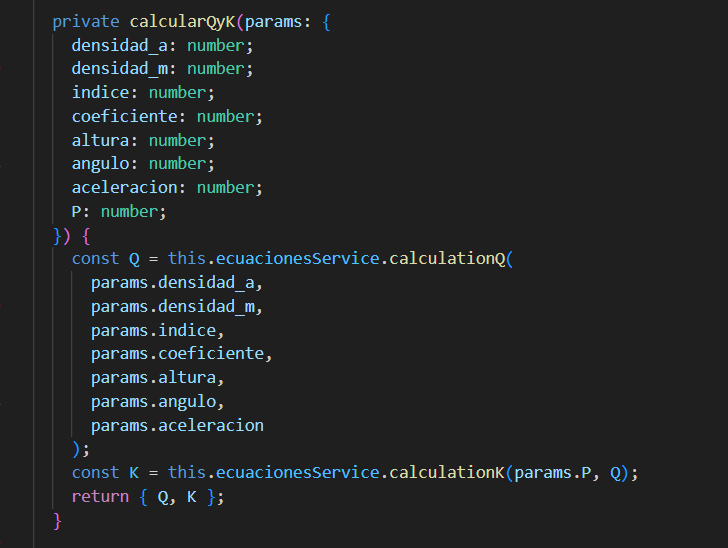 private calcularQyK(params: {
  densidad_a: number;
  densidad_m: number;
  indice: number;
  coeficiente: number;
  altura: number;
  angulo: number;
  aceleracion: number;
  P: number;
}) {
  const Q = this.ecuacionesService.calculationQ(
    params.densidad_a,
    params.densidad_m,
    params.indice,
    params.coeficiente,
    params.altura,
    params.angulo,
    params.aceleracion
  );
  const K = this.ecuacionesService.calculationK(params.P, Q);
  return { Q, K };
}